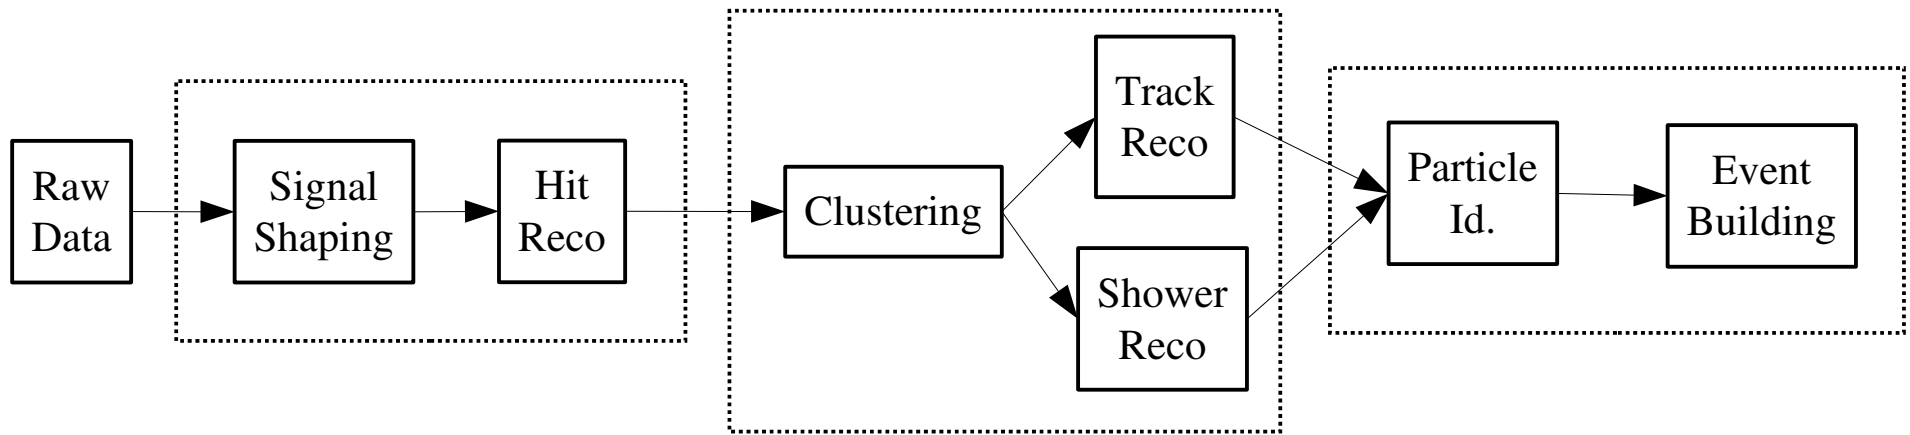 Raw
Data
Signal
Shaping
Hit
Reco
Clustering
Track
Reco
Shower
Reco
Particle
Id.
Event
Building